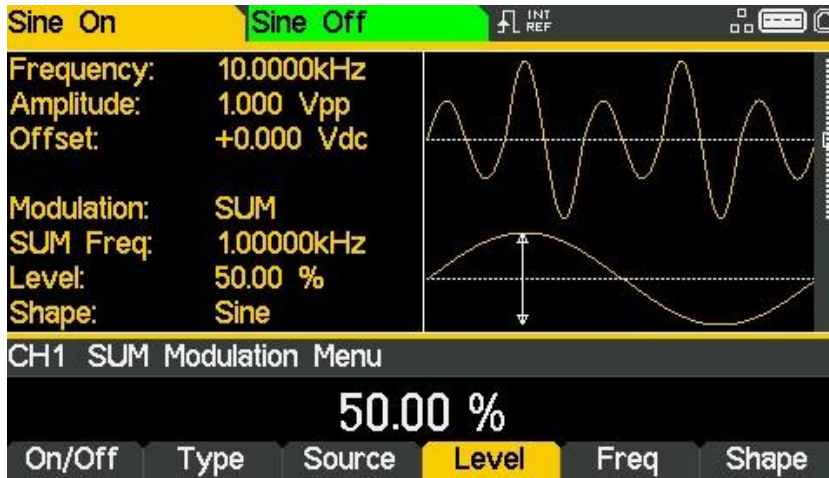 Sine On Sine Off INT
REF
Frequency: 10.0000kHz
Amplitude: 1.000 Vpp
Offset: +0.000 Vdc
Modulation: SUM
SUM Freq: 1.00000kHz
Level: 50.00 %
Shape: Sine
CH1 SUM Modulation Menu
50.00 %
On/Off Type Source Level Freq Shape